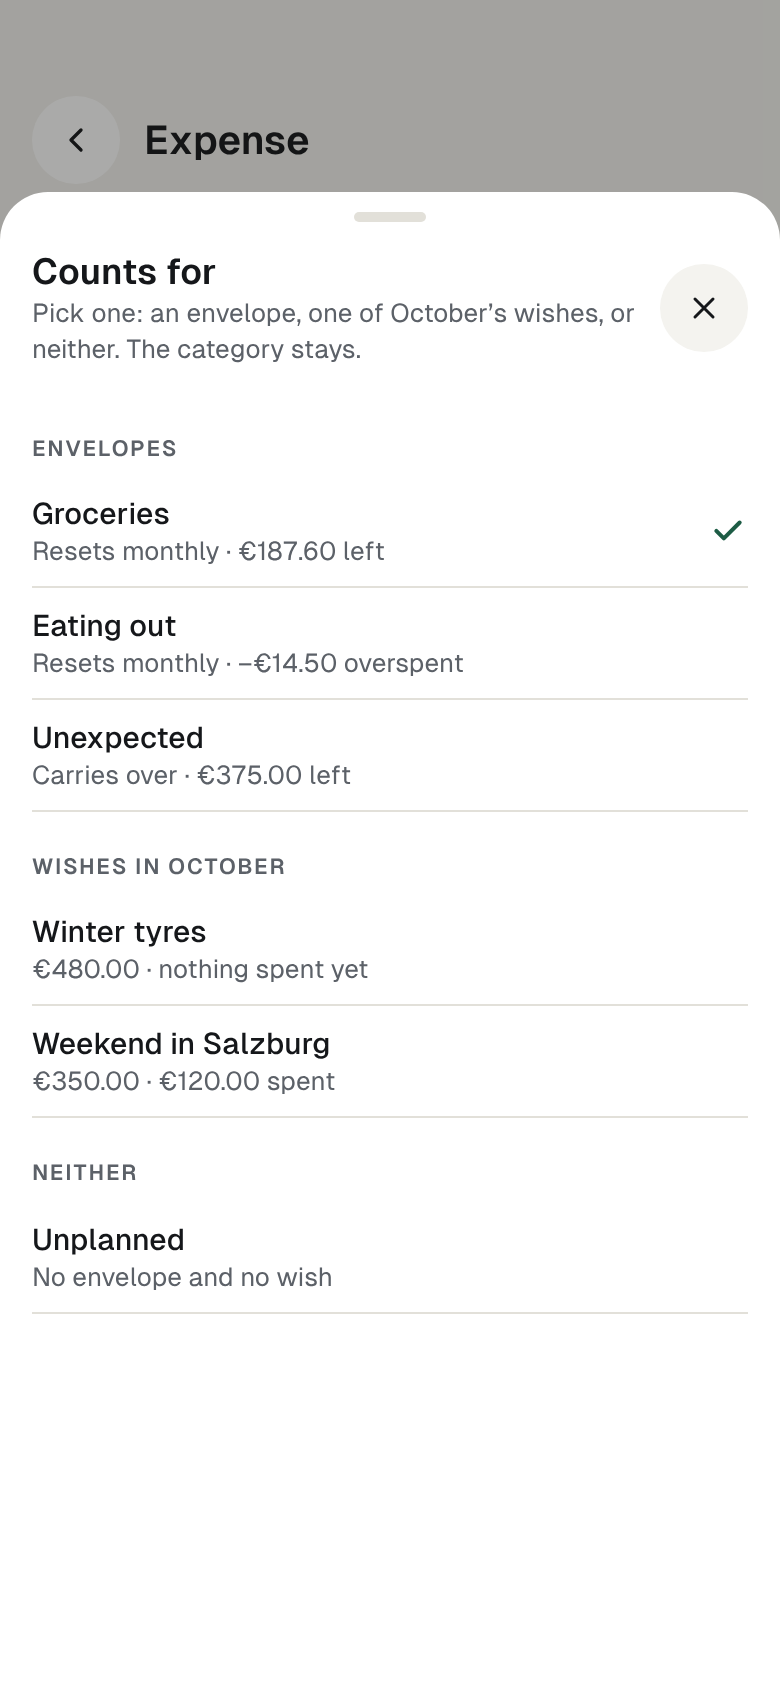 Expense
Counts for
Pick one: an envelope, one of October’s wishes, or
neither. The category stays.
ENVELOPES
Groceries
Resets monthly · €187.60 left
Eating out
Resets monthly · −€14.50 overspent
Unexpected
Carries over · €375.00 left
WISHES IN OCTOBER
Winter tyres
€480.00 · nothing spent yet
Weekend in Salzburg
€350.00 · €120.00 spent
NEITHER
Unplanned
No envelope and no wish